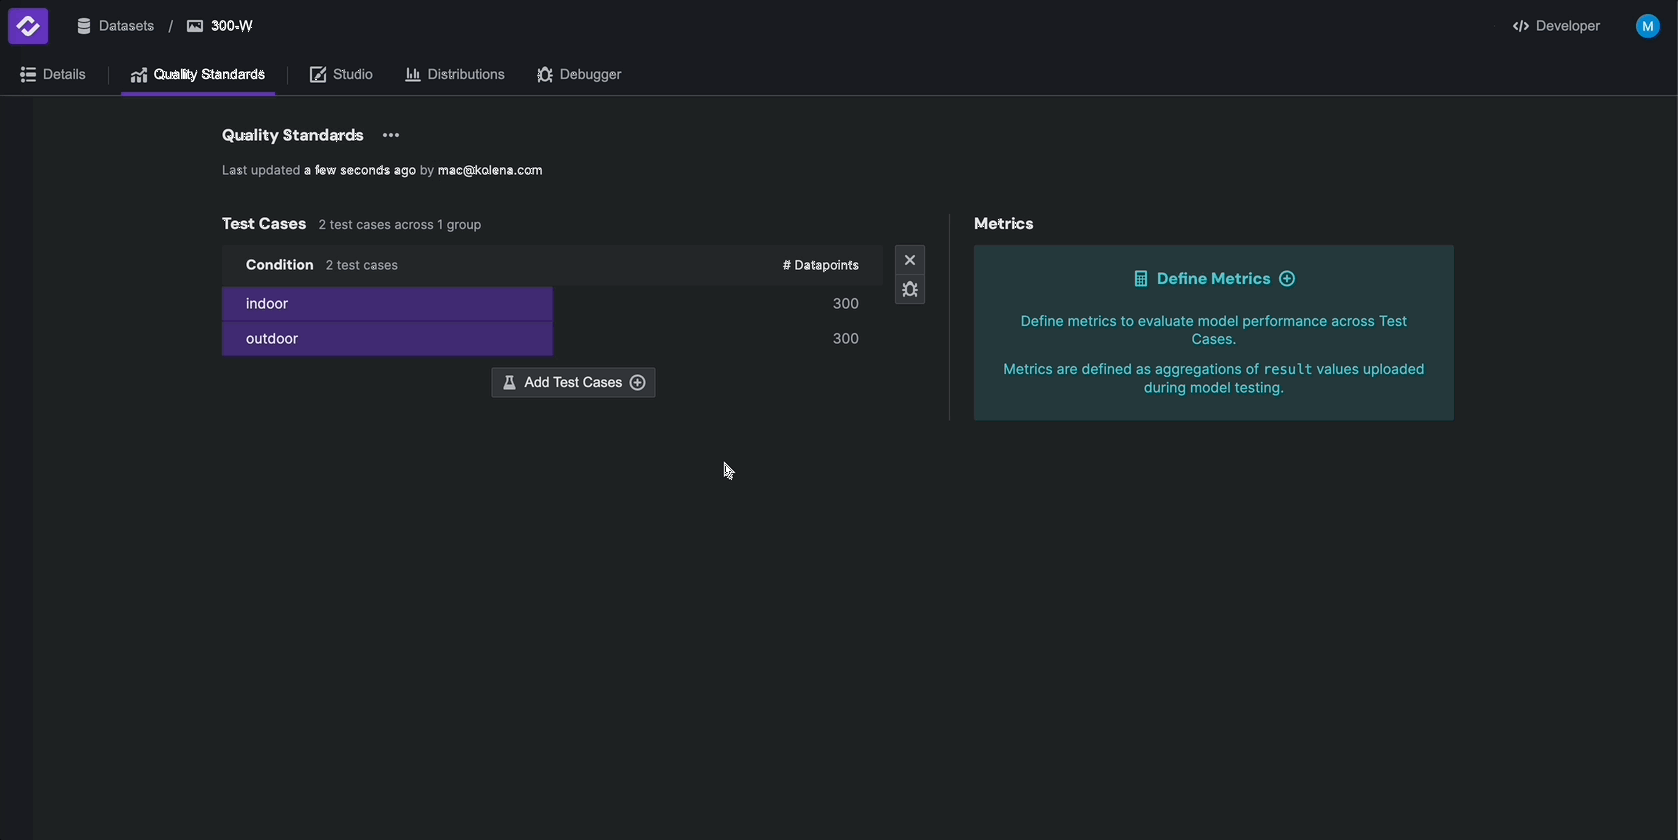 Datasets / 300-W
Developer
M
Details
Quality Standards
Studio
Distributions
Debugger
Quality Standards
Last updated a few seconds ago by mac@kolena.com
Test Cases 2 test cases across 1 group
Condition 2 test cases # Datapoints
indoor 300
outdoor 300
Add Test Cases
Metrics
Define Metrics
Define metrics to evaluate model performance across Test
Cases.
Metrics are defined as aggregations of result values uploaded
during model testing.